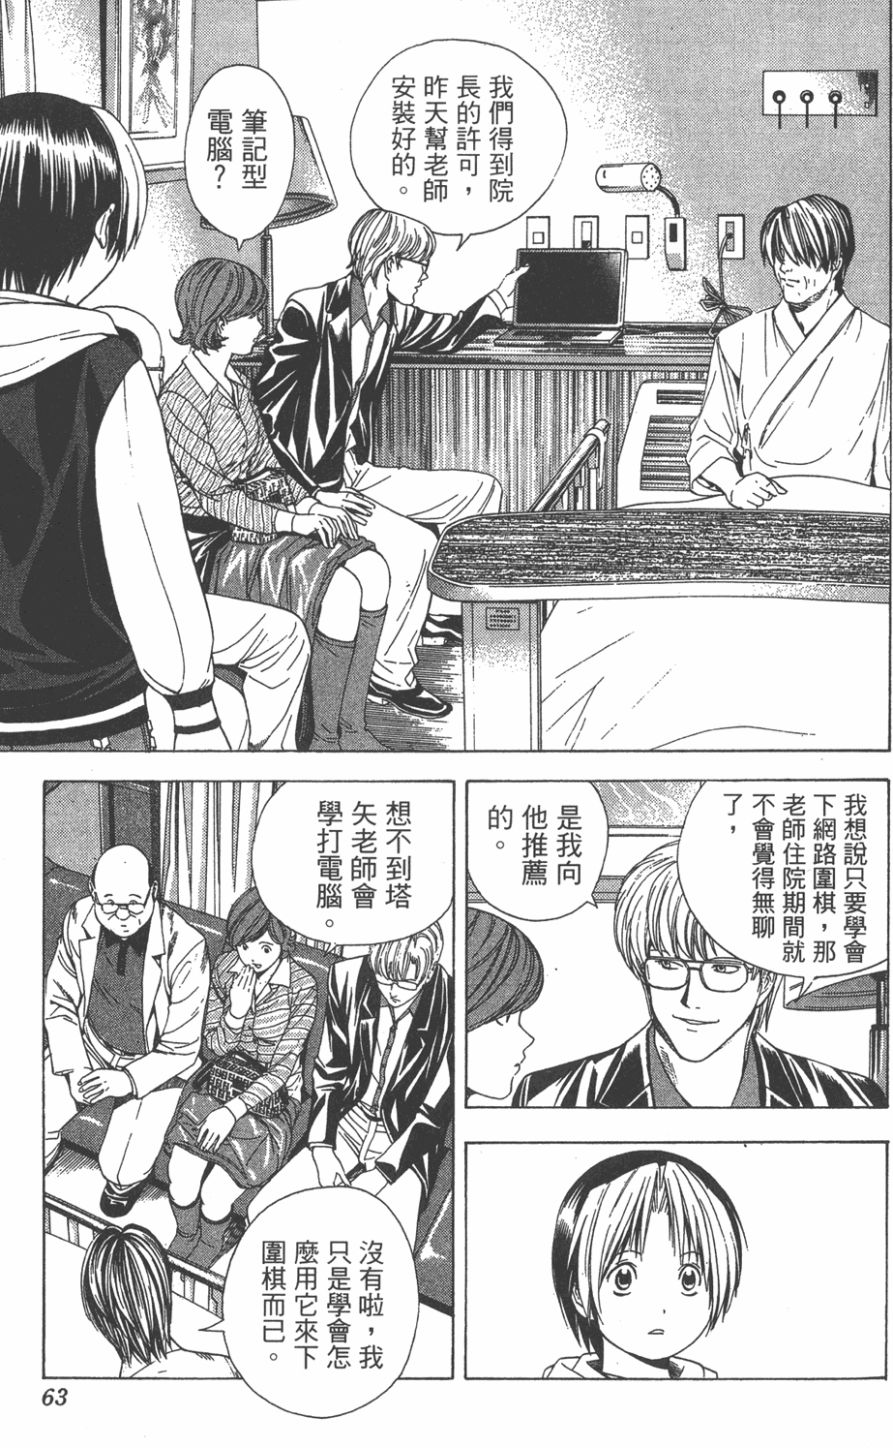 我們得到院
長的許可，
昨天幫老師
安裝好的。
筆記型
電腦？
我想說只要學會
下網路圍棋，那
老師住院期間就
不會覺得無聊
了，
是我向
他推薦
的。
想不到塔
矢老師會
學打電腦。
沒有啦，我
只是學會怎
麼用它來下
圍棋而已。
63